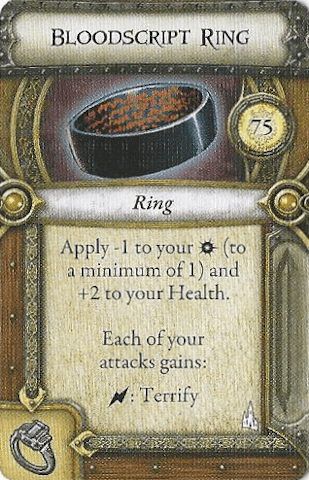 Bloodscript Ring
75
Ring
Apply -1 to your (to
a minimum of 1) and
+2 to your Health.
Each of your
attacks gains:
: Terrify